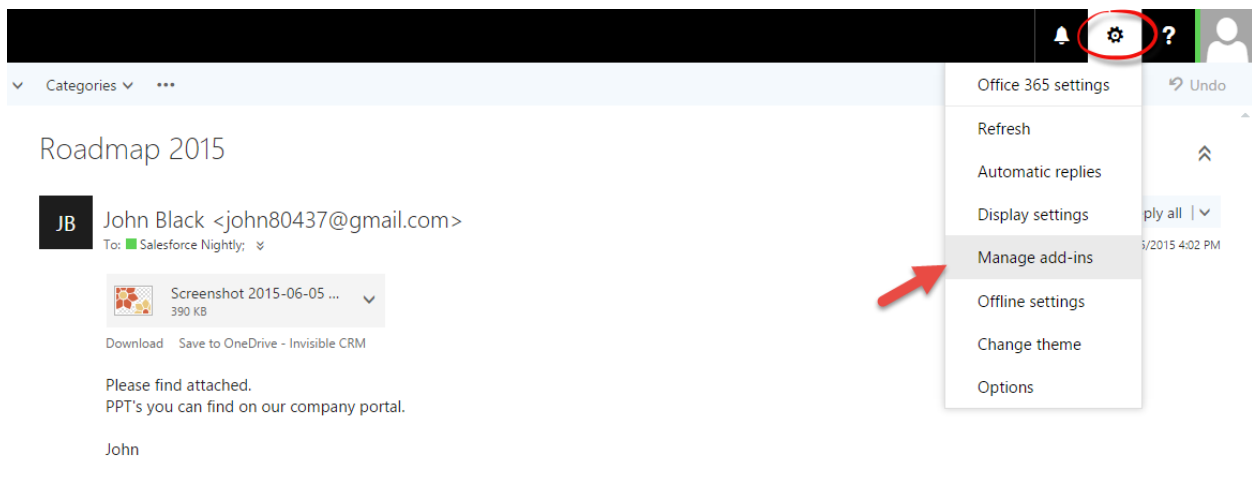 ?
Categories
•••
Office 365 settings
Undo
Refresh
Automatic replies
Display settings
Manage add-ins
Offline settings
Change theme
Options
Roadmap 2015
JB
John Black <john80437@gmail.com>
To: Salesforce Nightly;
ply all
/2015 4:02 PM
Screenshot 2015-06-05 ...
390 KB
Download Save to OneDrive - Invisible CRM
Please find attached.
PPT's you can find on our company portal.
John